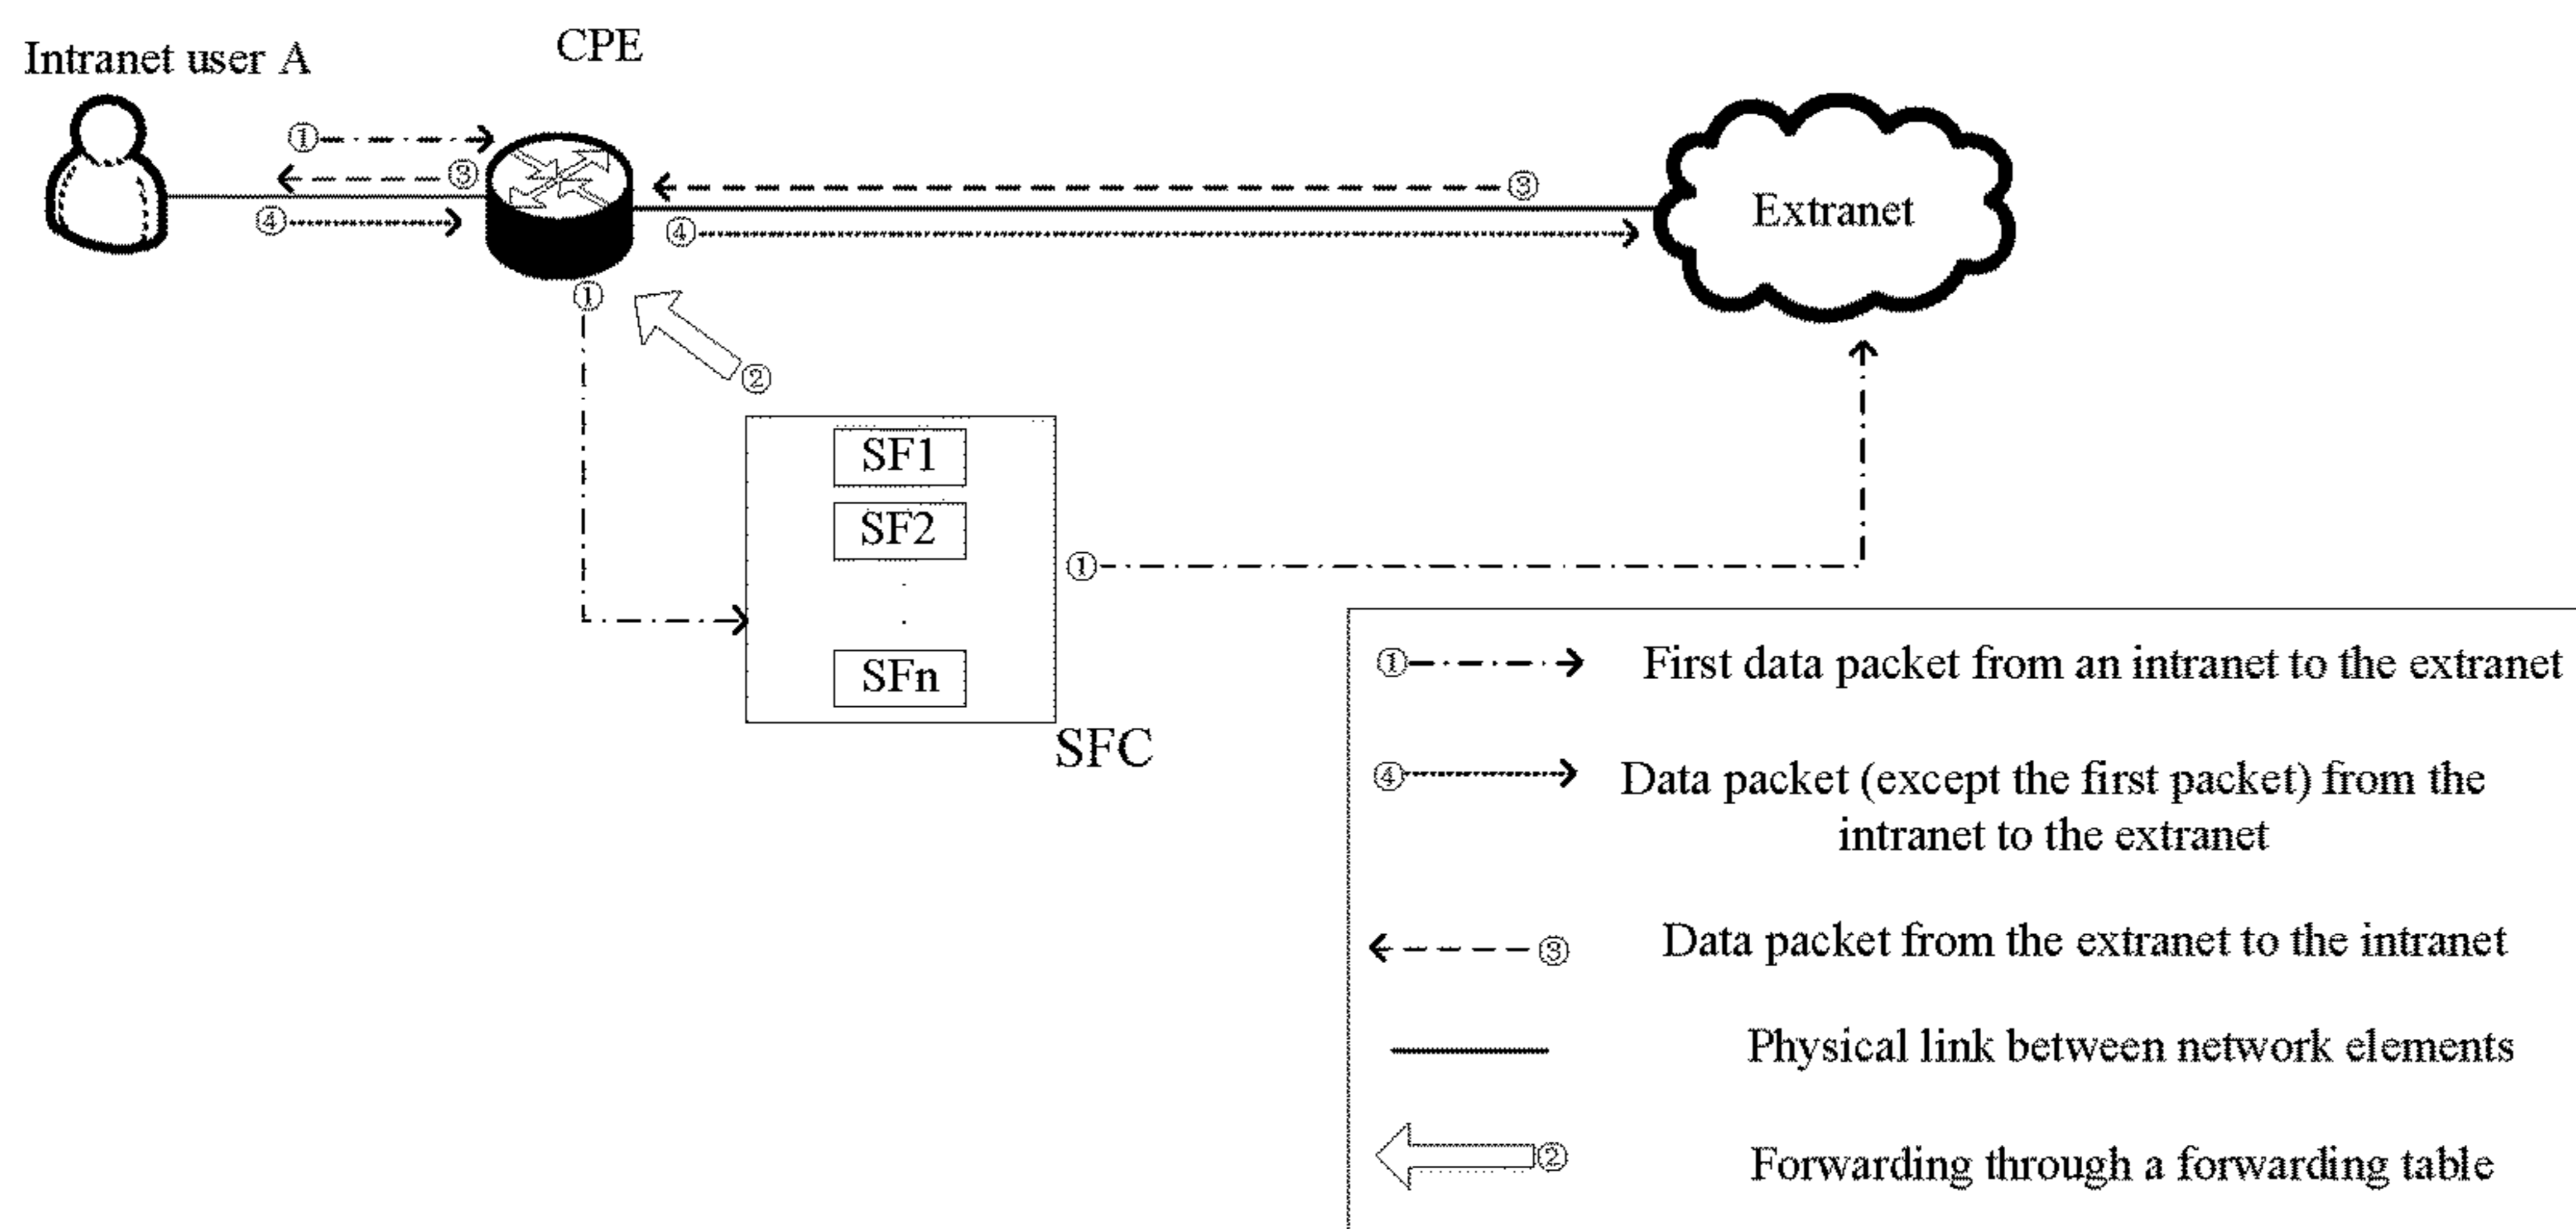 Intranet user A
CPE
①
③
④
③
④
Extranet
①
②
SF1
SF2
①
SFn
SFC
① First data packet from an intranet to the extranet
④ Data packet (except the first packet) from the
intranet to the extranet
③ Data packet from the extranet to the intranet
Physical link between network elements
② Forwarding through a forwarding table